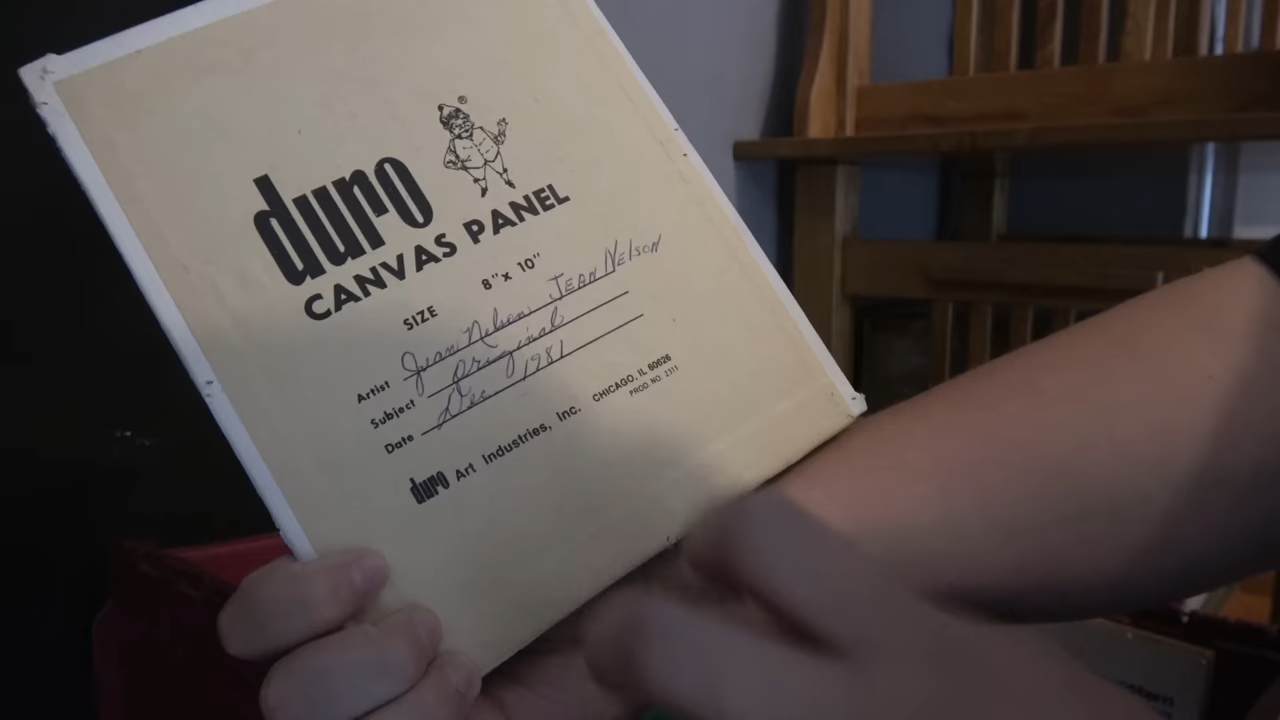 ®
duro
CANVAS PANEL
SIZE 8" x 10"
Artist Jean Nelson JEAN NELSON
Subject Original
Date Dec 1981
duro Art Industries, Inc. CHICAGO, IL 60626
PROD. NO. 2311